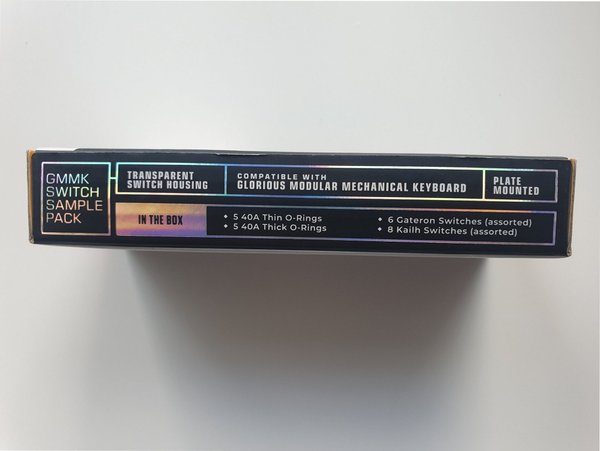 GMMK
SWITCH
SAMPLE
PACK
TRANSPARENT
SWITCH HOUSING
COMPATIBLE WITH
GLORIOUS MODULAR MECHANICAL KEYBOARD
PLATE
MOUNTED
IN THE BOX
◆ 5 40A Thin O-Rings
◆ 5 40A Thick O-Rings
◆ 6 Gateron Switches (assorted)
◆ 8 Kailh Switches (assorted)